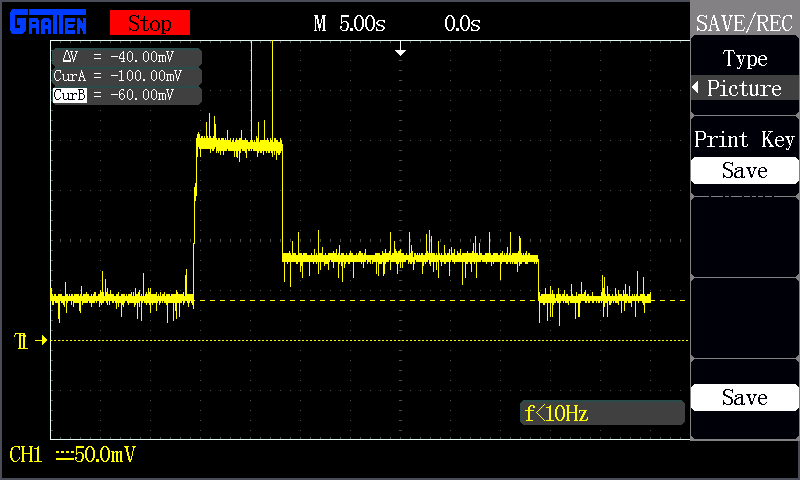 GRATTEN Stop M 5.00s 0.0s SAVE/REC
ΔV = -40.00mV
CurA = -100.00mV
CurB = -60.00mV
Type
Picture
Print Key
Save
Save
f<10Hz
CH1 50.0mV